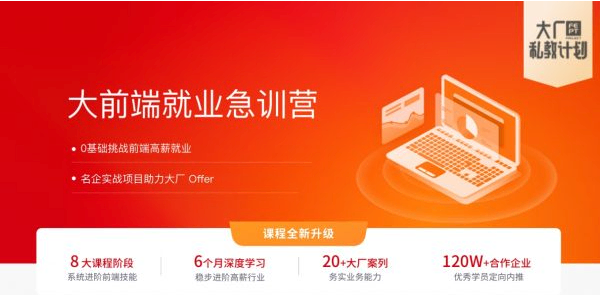 大厂
私教计划
大前端就业急训营
• 0基础挑战前端高薪就业
• 名企实战项目助力大厂 Offer
课程全新升级
8 大课程阶段
系统进阶前端技能
6个月深度学习
稳步进阶高薪行业
20+大厂案列
务实业务能力
120W+合作企业
优秀学员定向内推